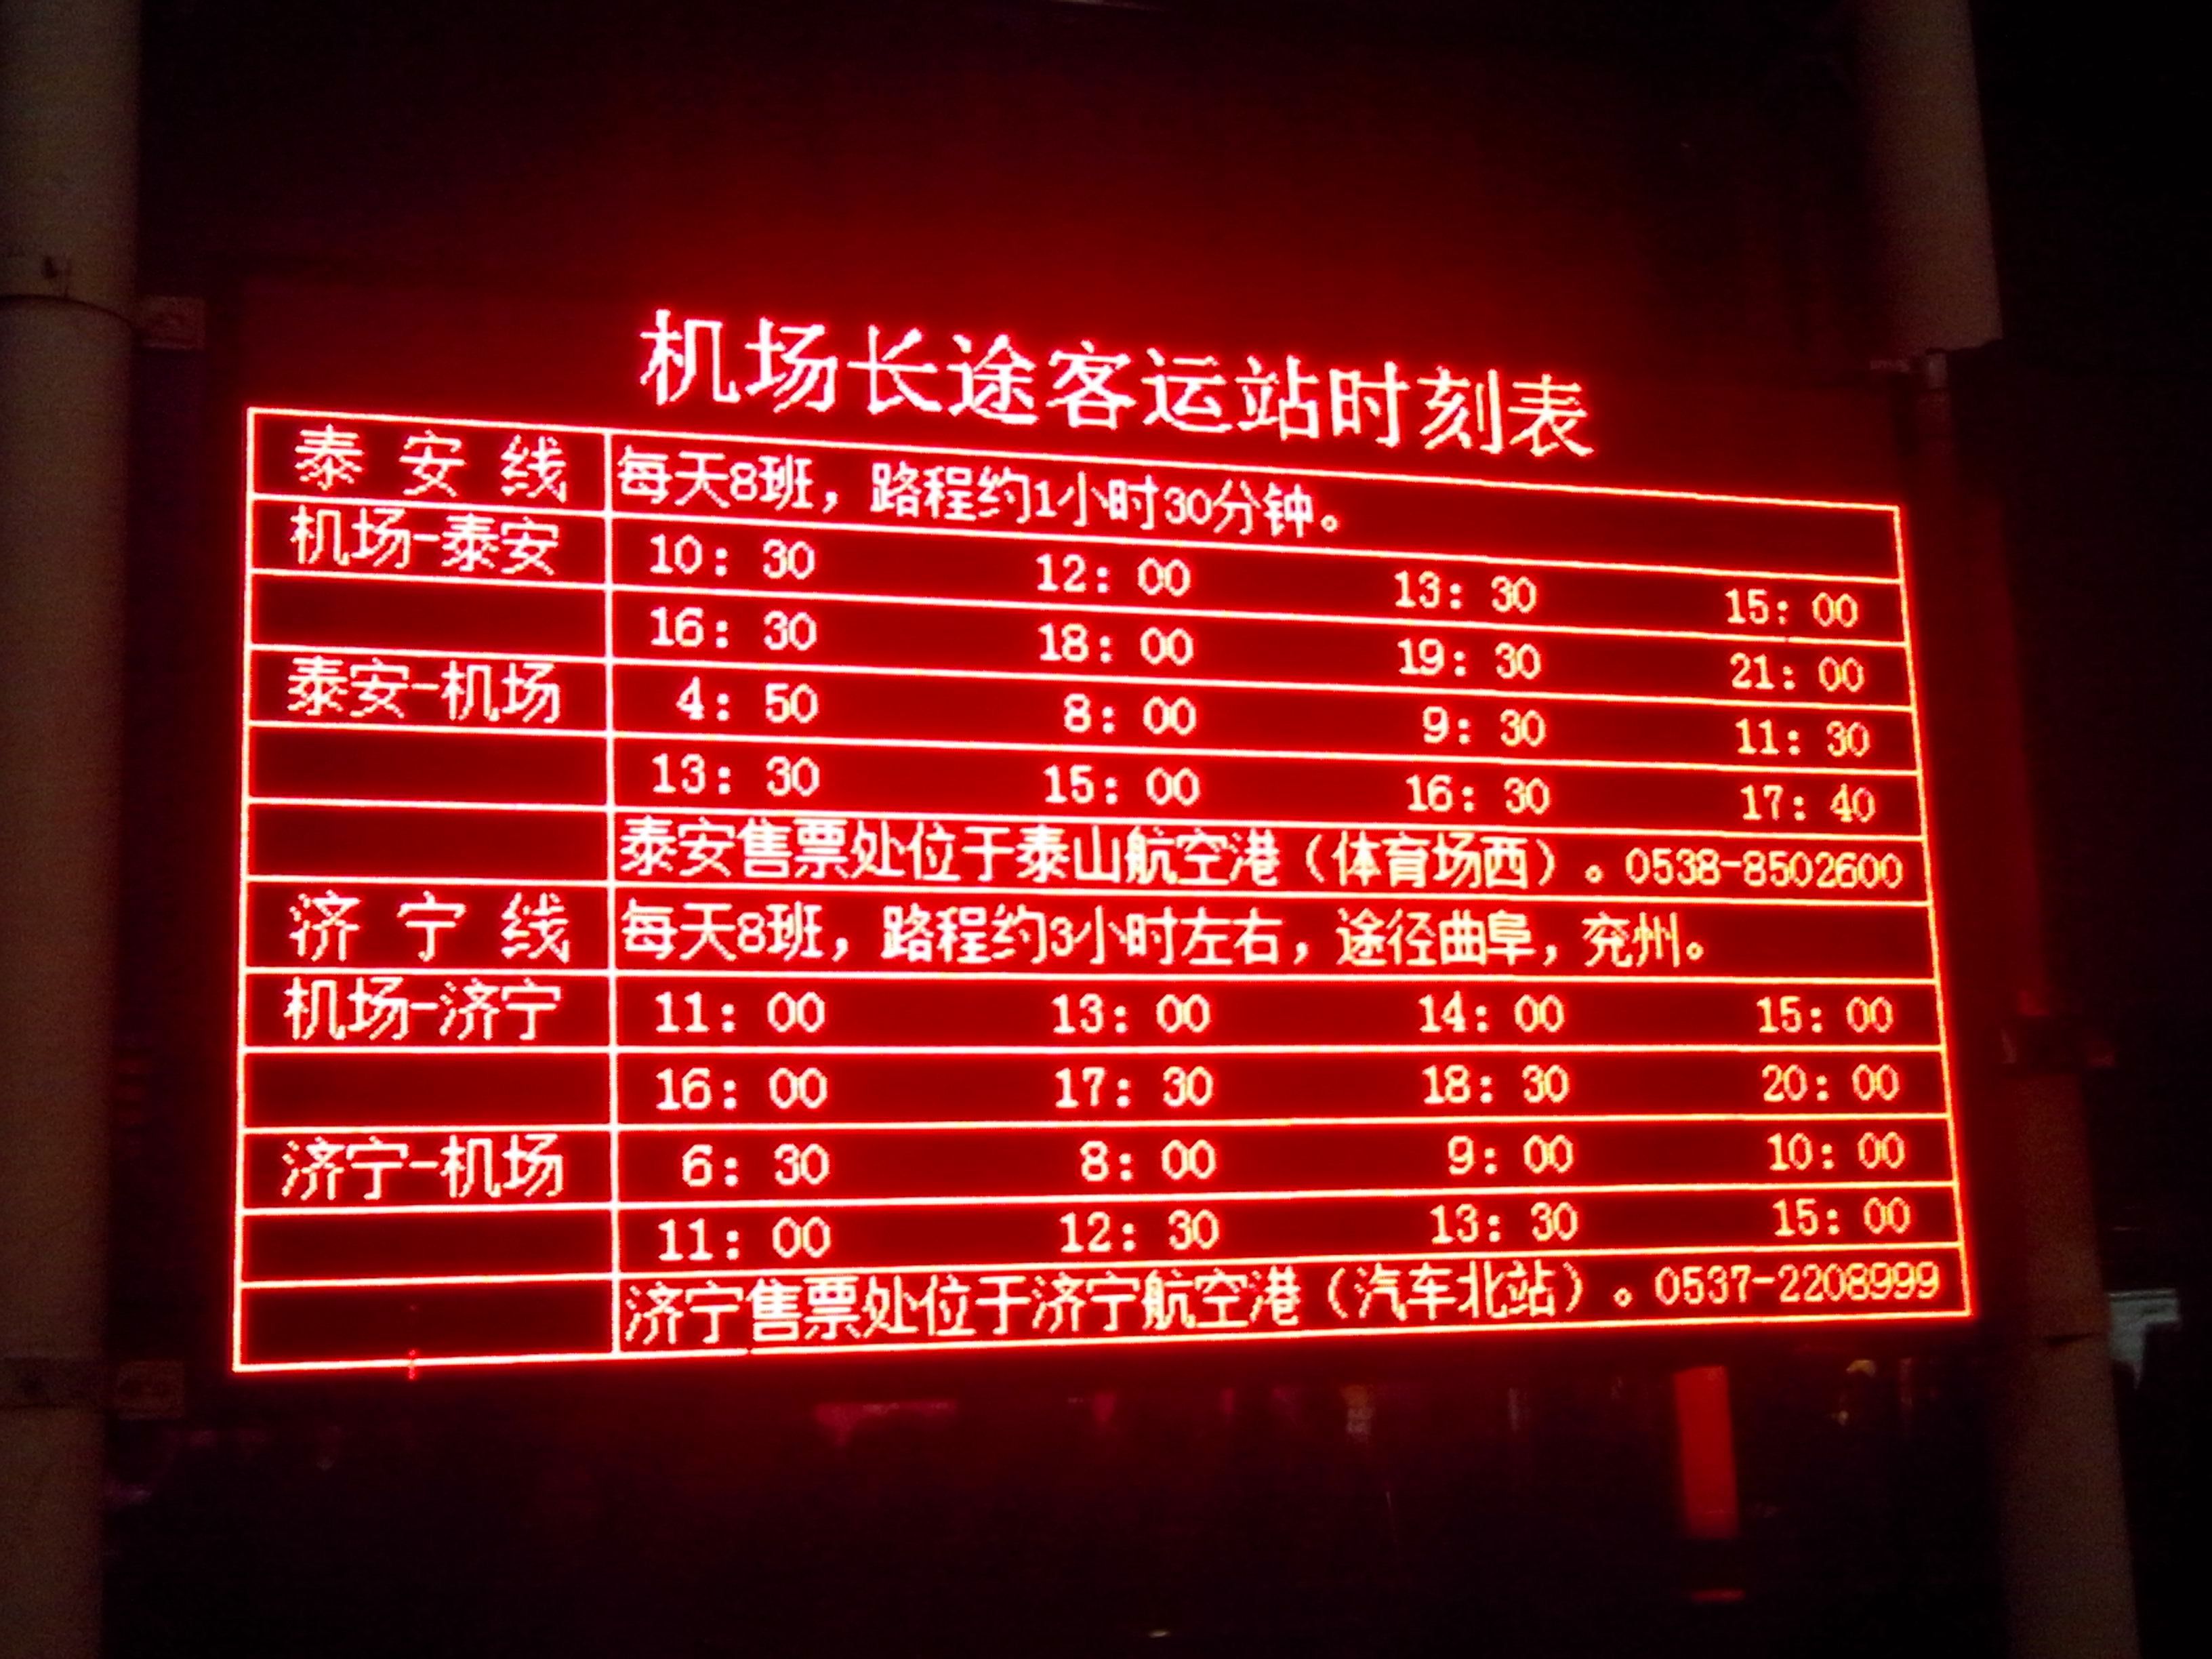 机场长途客运站时刻表
泰安线 每天8班，路程约1小时30分钟。
机场-泰安 10：30 12：00 13：30 15：00
16：30 18：00 19：30 21：00
泰安-机场 4：50 8：00 9：30 11：30
13：30 15：00 16：30 17：40
泰安售票处位于泰山航空港（体育场西）。0538-8502600
济宁线 每天8班，路程约3小时左右，途径曲阜，兖州。
机场-济宁 11：00 13：00 14：00 15：00
16：00 17：30 18：30 20：00
济宁-机场 6：30 8：00 9：00 10：00
11：00 12：30 13：30 15：00
济宁售票处位于济宁航空港（汽车北站）。0537-2208999